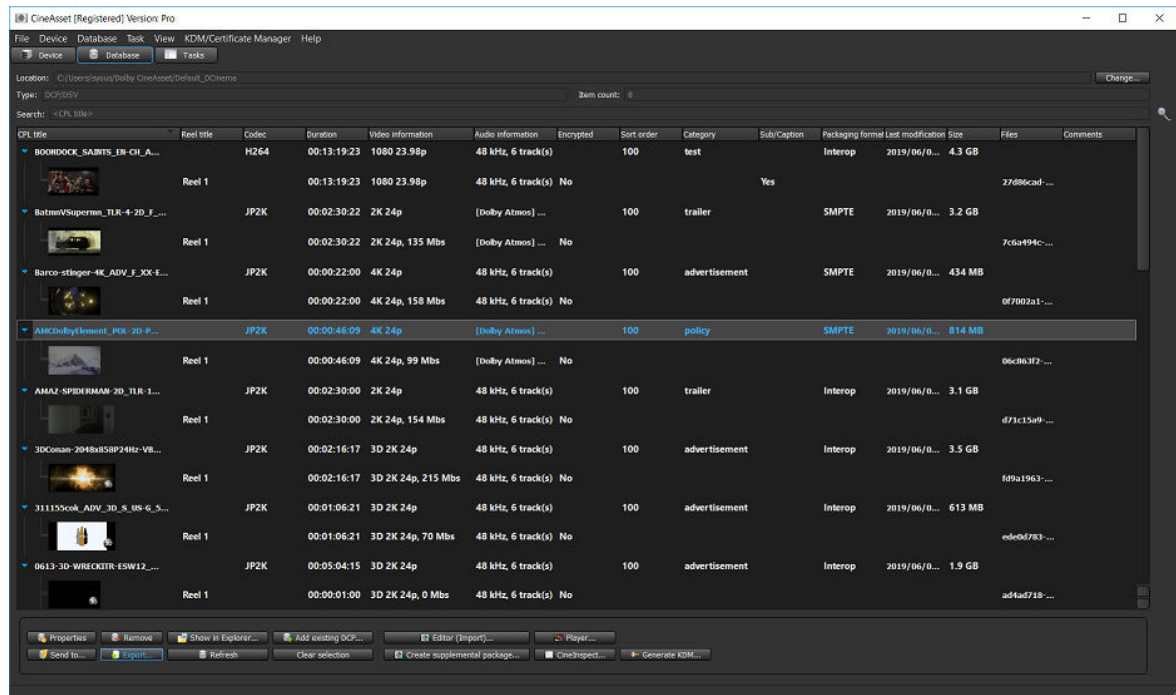 CineAsset [Registered] Version: Pro
File Device Database Task View KDM/Certificate Manager Help
Device Database Tasks
Location: C:/Users/syous/Dolby CineAsset/Default_DCinema Change...
Type: DCP/DSV Item count: 8
Search: <CPL title>
CPL title Reel title Codec Duration Video information Audio information Encrypted Sort order Category Sub/Caption Packaging format Last modification Size Files Comments
BOONDOCK_SAINTS_EN-CH_A... H264 00:13:19:23 1080 23.98p 48 kHz, 6 track(s) 100 test Interop 2019/06/0... 4.3 GB
Reel 1 00:13:19:23 1080 23.98p 48 kHz, 6 track(s) No Yes 27d86cad-...
BatmnVSupermn_TLR-4-2D_F_... JP2K 00:02:30:22 2K 24p [Dolby Atmos] ... 100 trailer SMPTE 2019/06/0... 3.2 GB
Reel 1 00:02:30:22 2K 24p, 135 Mbs [Dolby Atmos] ... No 7c6a494c-...
Barco-stinger-4K_ADV_F_XX-E... JP2K 00:00:22:00 4K 24p 48 kHz, 6 track(s) 100 advertisement SMPTE 2019/06/0... 434 MB
Reel 1 00:00:22:00 4K 24p, 158 Mbs 48 kHz, 6 track(s) No 0f7002a1-...
AMCDolbyElement_POL-2D-P... JP2K 00:00:46:09 4K 24p [Dolby Atmos] ... 100 policy SMPTE 2019/06/0... 814 MB
Reel 1 00:00:46:09 4K 24p, 99 Mbs [Dolby Atmos] ... No 06c863f2-...
AMAZ-SPIDERMAN-2D_TLR-1... JP2K 00:02:30:00 2K 24p 48 kHz, 6 track(s) 100 trailer Interop 2019/06/0... 3.1 GB
Reel 1 00:02:30:00 2K 24p, 154 Mbs 48 kHz, 6 track(s) No d71c15a9-...
3DConan-2048x858P24Hz-VB... JP2K 00:02:16:17 3D 2K 24p 48 kHz, 6 track(s) 100 advertisement Interop 2019/06/0... 3.5 GB
Reel 1 00:02:16:17 3D 2K 24p, 215 Mbs 48 kHz, 6 track(s) No fd9a1963-...
311155cok_ADV_3D_S_US-G_5... JP2K 00:01:06:21 3D 2K 24p 48 kHz, 6 track(s) 100 advertisement Interop 2019/06/0... 613 MB
Reel 1 00:01:06:21 3D 2K 24p, 70 Mbs 48 kHz, 6 track(s) No ede0d783-...
0613-3D-WRECKITR-ESW12_... JP2K 00:05:04:15 3D 2K 24p 48 kHz, 6 track(s) 100 advertisement Interop 2019/06/0... 1.9 GB
Reel 1 00:00:01:00 3D 2K 24p, 0 Mbs 48 kHz, 6 track(s) No ad4ad718-...
Properties Remove Show in Explorer... Add existing DCP... Editor (Import)... Player...
Send to... Export... Refresh Clear selection Create supplemental package... CineInspect... Generate KDM...